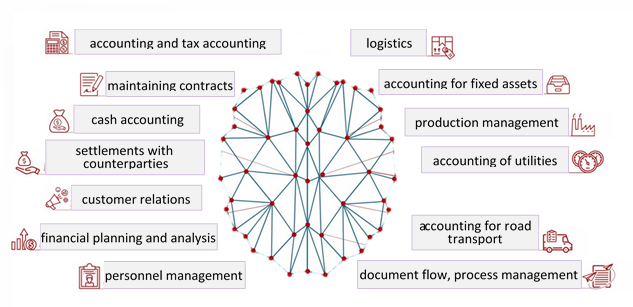 accounting and tax accounting
maintaining contracts
cash accounting
settlements with
counterparties
customer relations
financial planning and analysis
personnel management
logistics
accounting for fixed assets
production management
accounting of utilities
accounting for road
transport
document flow, process management